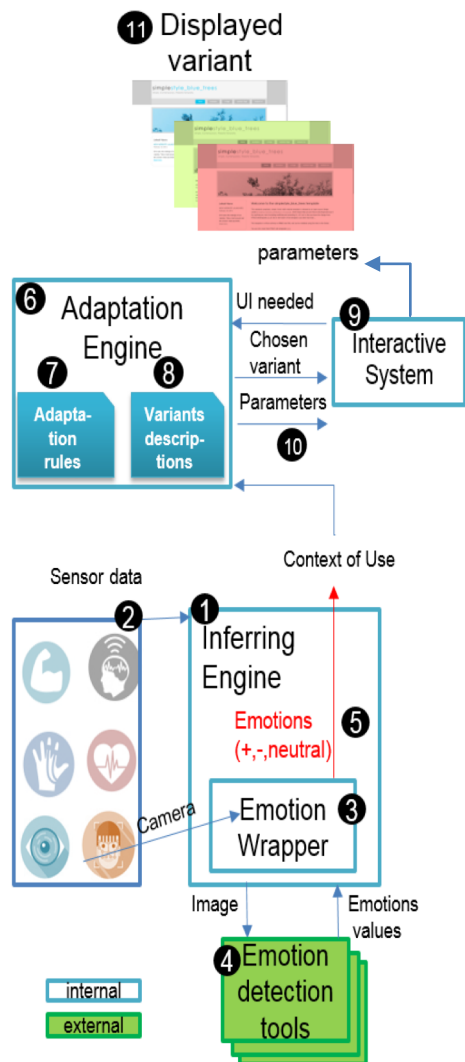 11 Displayed
variant
simplestyle_blue_trees
parameters
6 Adaptation
Engine
UI needed
Chosen
variant
Parameters
10
9
Interactive
System
7
Adapta-
tion
rules
8
Variants
descrip-
tions
Context of Use
Sensor data
2
1
Inferring
Engine
Emotions
(+,-,neutral)
5
Camera
Emotion
Wrapper
3
Image
Emotions
values
4 Emotion
detection
tools
internal
external